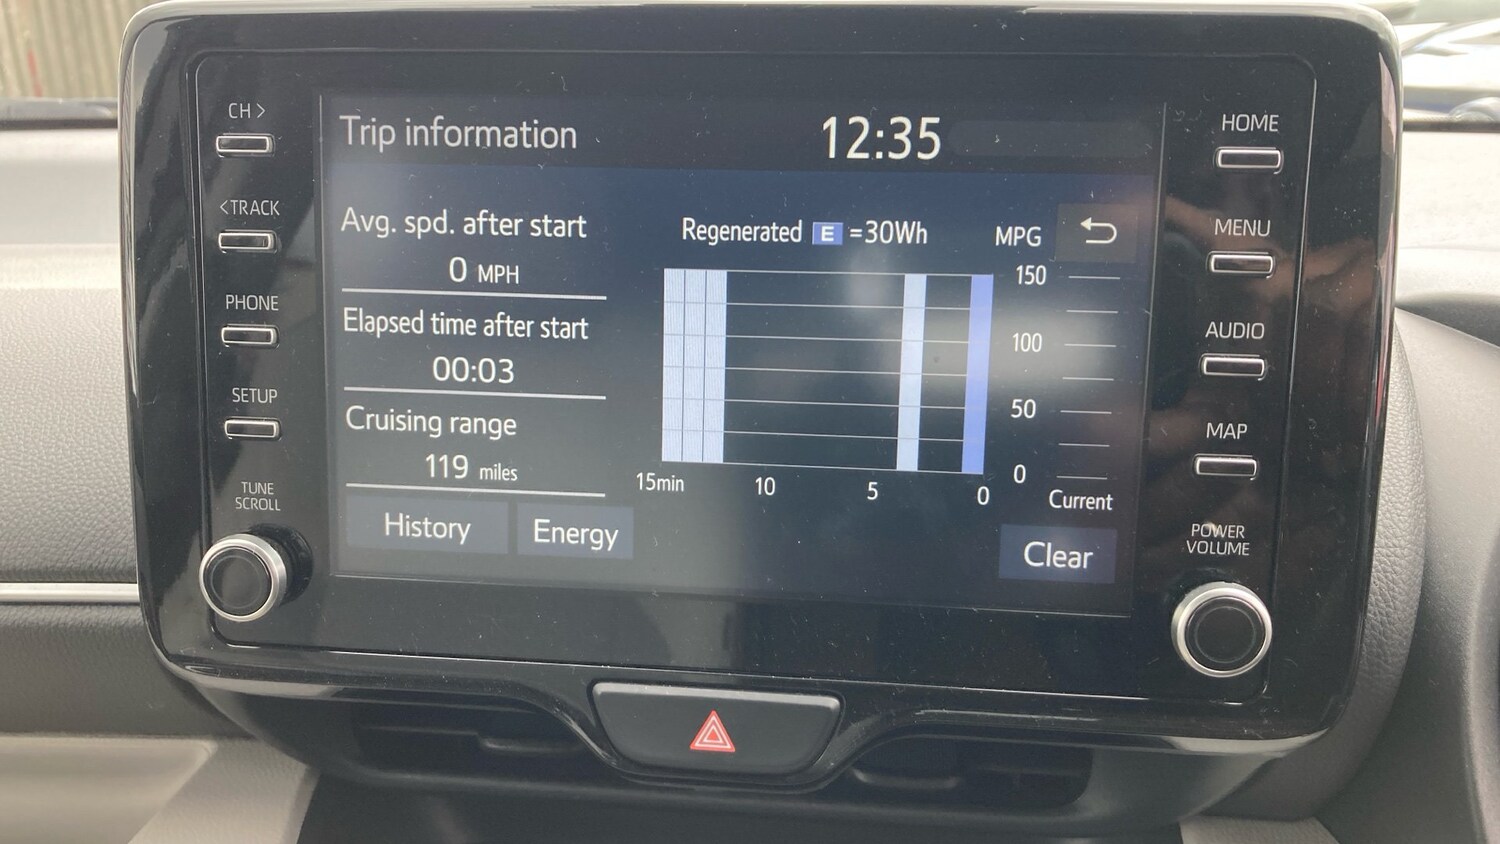 CH >
<TRACK
PHONE
SETUP
TUNE
SCROLL
Trip information
12:35
Avg. spd. after start
0 MPH
Elapsed time after start
00:03
Cruising range
119 miles
History
Energy
Regenerated E =30Wh
MPG
150
100
50
0
15min 10 5 0
Current
Clear
HOME
MENU
AUDIO
MAP
POWER
VOLUME